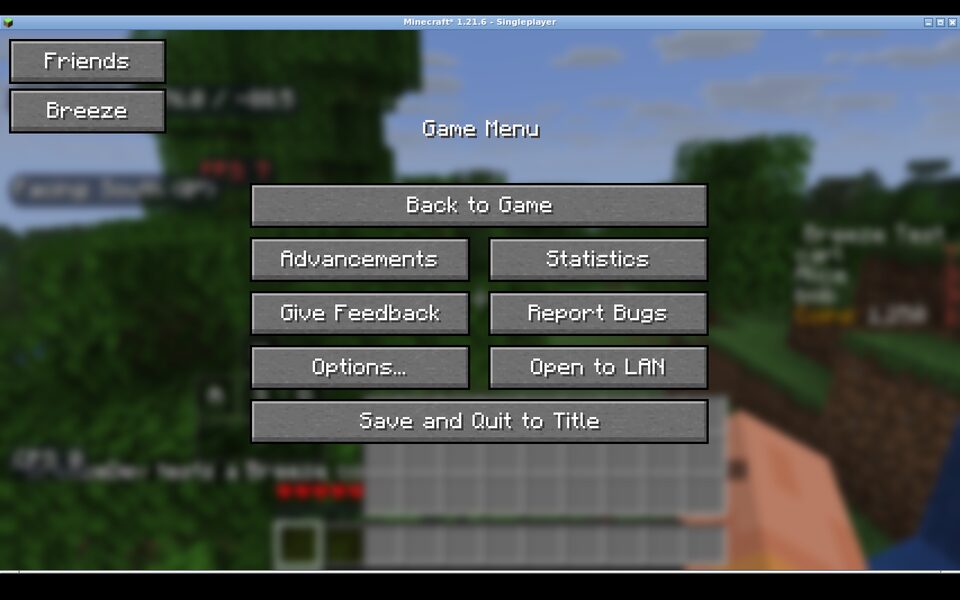 Minecraft* 1.21.6 - Singleplayer
Friends
Breeze
Game Menu
Back to Game
Advancements
Statistics
Give Feedback
Report Bugs
Options...
Open to LAN
Save and Quit to Title